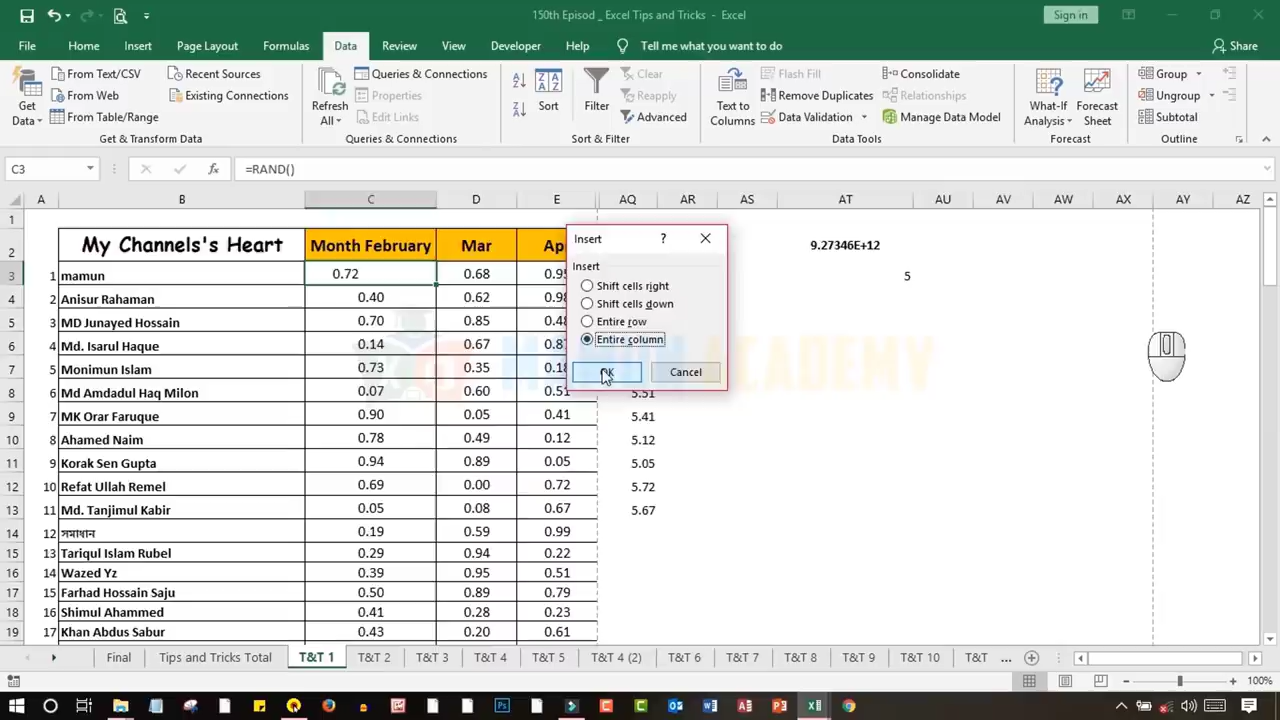 150th Episod _ Excel Tips and Tricks - Excel
Sign in
File Home Insert Page Layout Formulas Data Review View Developer Help Tell me what you want to do Share
Get Data
From Text/CSV
From Web
From Table/Range
Recent Sources
Existing Connections
Get & Transform Data
Refresh All
Queries & Connections
Properties
Edit Links
Queries & Connections
Sort
Filter
Clear
Reapply
Advanced
Sort & Filter
Text to Columns
Flash Fill
Remove Duplicates
Data Validation
Consolidate
Relationships
Manage Data Model
Data Tools
What-If Analysis
Forecast Sheet
Forecast
Group
Ungroup
Subtotal
Outline
C3 fx =RAND()
A B C D E AQ AR AS AT AU AV AW AX AY AZ
1
2 My Channels's Heart Month February Mar Ap 9.27346E+12
3 1 mamun 0.72 0.68 0.95 5
4 2 Anisur Rahaman 0.40 0.62 0.98
5 3 MD Junayed Hossain 0.70 0.85 0.48
6 4 Md. Isarul Haque 0.14 0.67 0.87
7 5 Monimun Islam 0.73 0.35 0.18
8 6 Md Amdadul Haq Milon 0.07 0.60 0.51 5.51
9 7 MK Orar Faruque 0.90 0.05 0.41 5.41
10 8 Ahamed Naim 0.78 0.49 0.12 5.12
11 9 Korak Sen Gupta 0.94 0.89 0.05 5.05
12 10 Refat Ullah Remel 0.69 0.00 0.72 5.72
13 11 Md. Tanjimul Kabir 0.05 0.08 0.67 5.67
14 12 সমাধান 0.19 0.59 0.99
15 13 Tariqul Islam Rubel 0.29 0.94 0.22
16 14 Wazed Yz 0.39 0.95 0.51
17 15 Farhad Hossain Saju 0.50 0.89 0.79
18 16 Shimul Ahammed 0.41 0.28 0.23
19 17 Khan Abdus Sabur 0.43 0.20 0.61
Insert ?
Insert
Shift cells right
Shift cells down
Entire row
Entire column
OK Cancel
ACADEMY
Final Tips and Tricks Total T&T 1 T&T 2 T&T 3 T&T 4 T&T 5 T&T 4 (2) T&T 6 T&T 7 T&T 8 T&T 9 T&T 10 T&T ...
100%